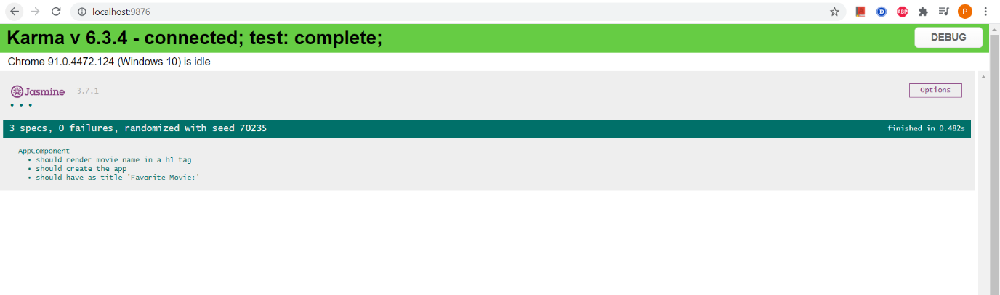 localhost:9876
D
ABP
P
Karma v 6.3.4 - connected; test: complete;
DEBUG
Chrome 91.0.4472.124 (Windows 10) is idle
Jasmine 3.7.1
Options
• • •
3 specs, 0 failures, randomized with seed 70235
finished in 0.482s
AppComponent
• should render movie name in a h1 tag
• should create the app
• should have as title 'Favorite Movie:'